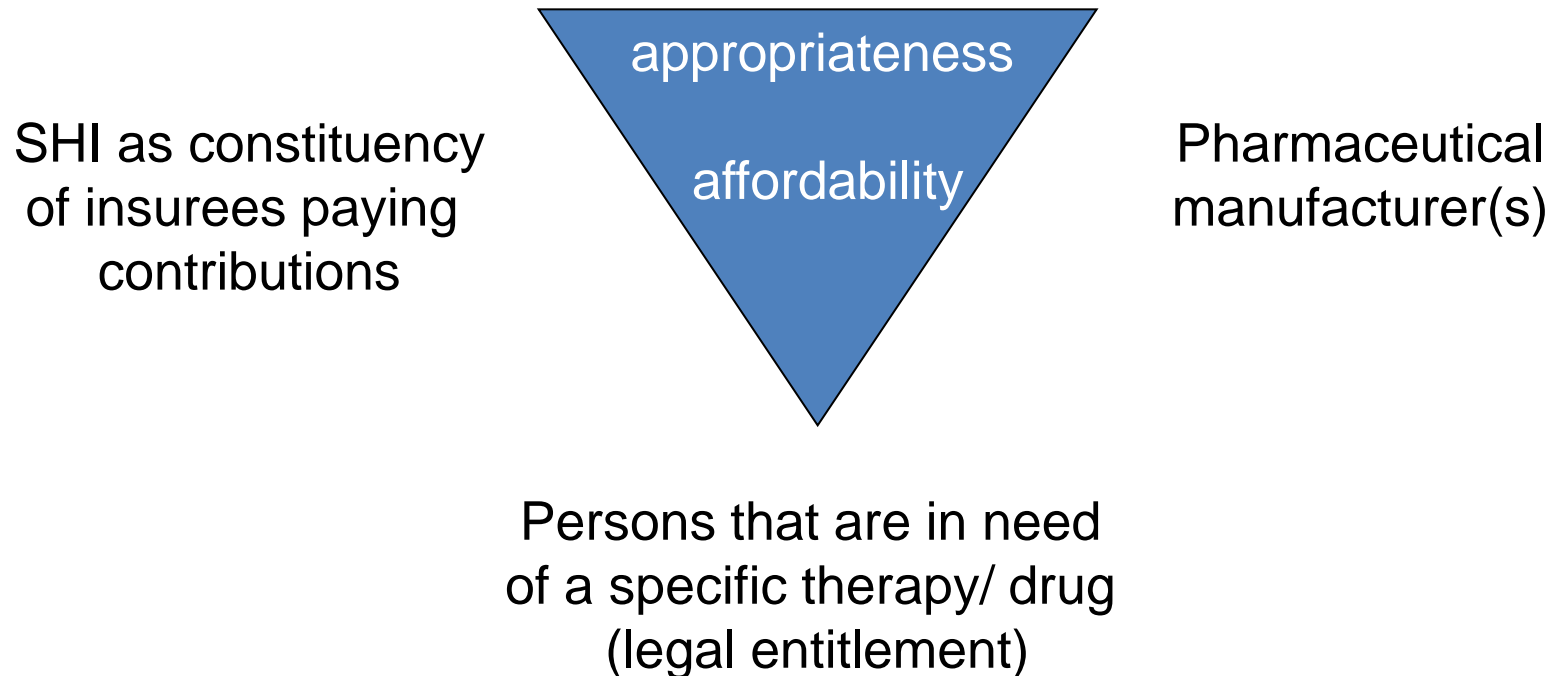 appropriateness
affordability
SHI as constituency
of insurees paying
contributions
Pharmaceutical
manufacturer(s)
Persons that are in need
of a specific therapy/ drug
(legal entitlement)